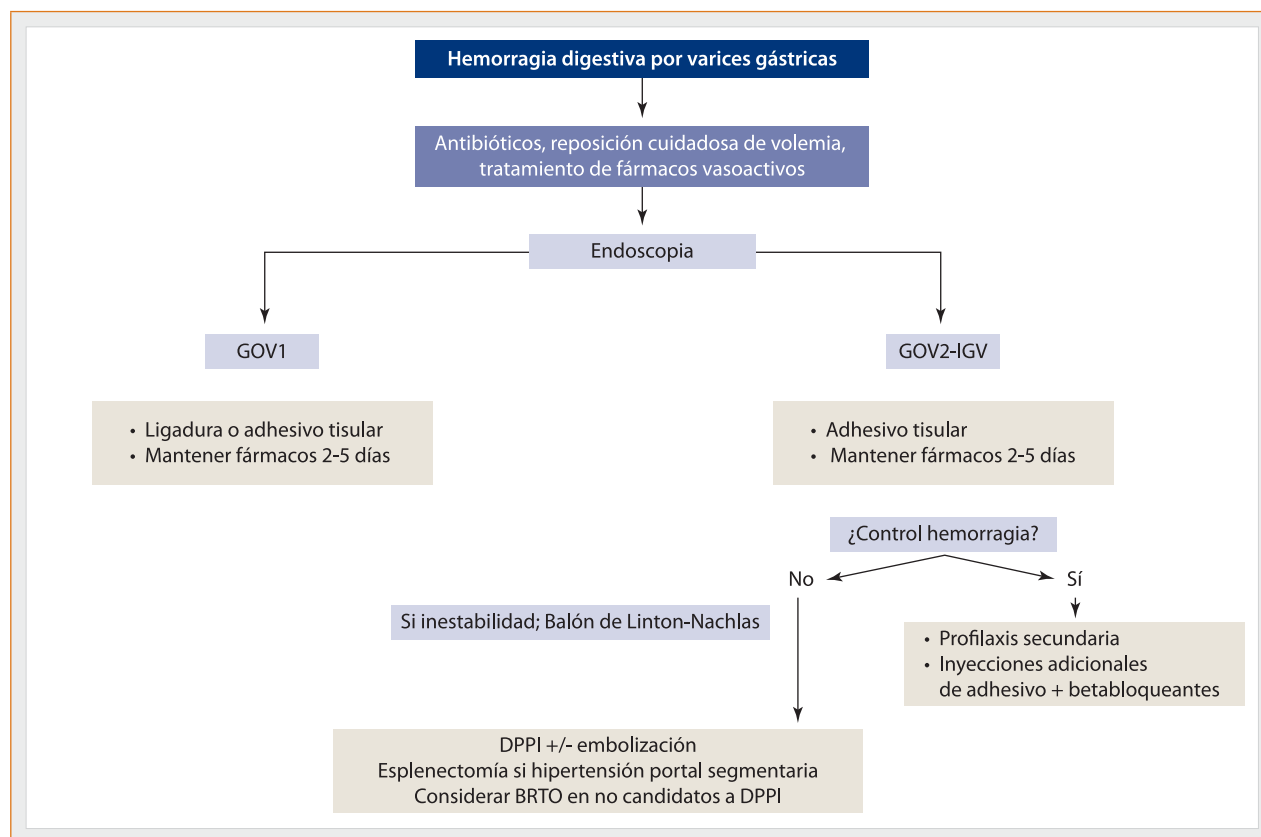 Hemorragia digestiva por varices gástricas
Antibióticos, reposición cuidadosa de volemia,
tratamiento de fármacos vasoactivos
Endoscopia
GOV1
GOV2-IGV
• Ligadura o adhesivo tisular
• Mantener fármacos 2-5 días
• Adhesivo tisular
• Mantener fármacos 2-5 días
¿Control hemorragia?
No
Sí
Si inestabilidad; Balón de Linton-Nachlas
• Profilaxis secundaria
• Inyecciones adicionales
de adhesivo + betabloqueantes
DPPI +/- embolización
Esplenectomía si hipertensión portal segmentaria
Considerar BRTO en no candidatos a DPPI